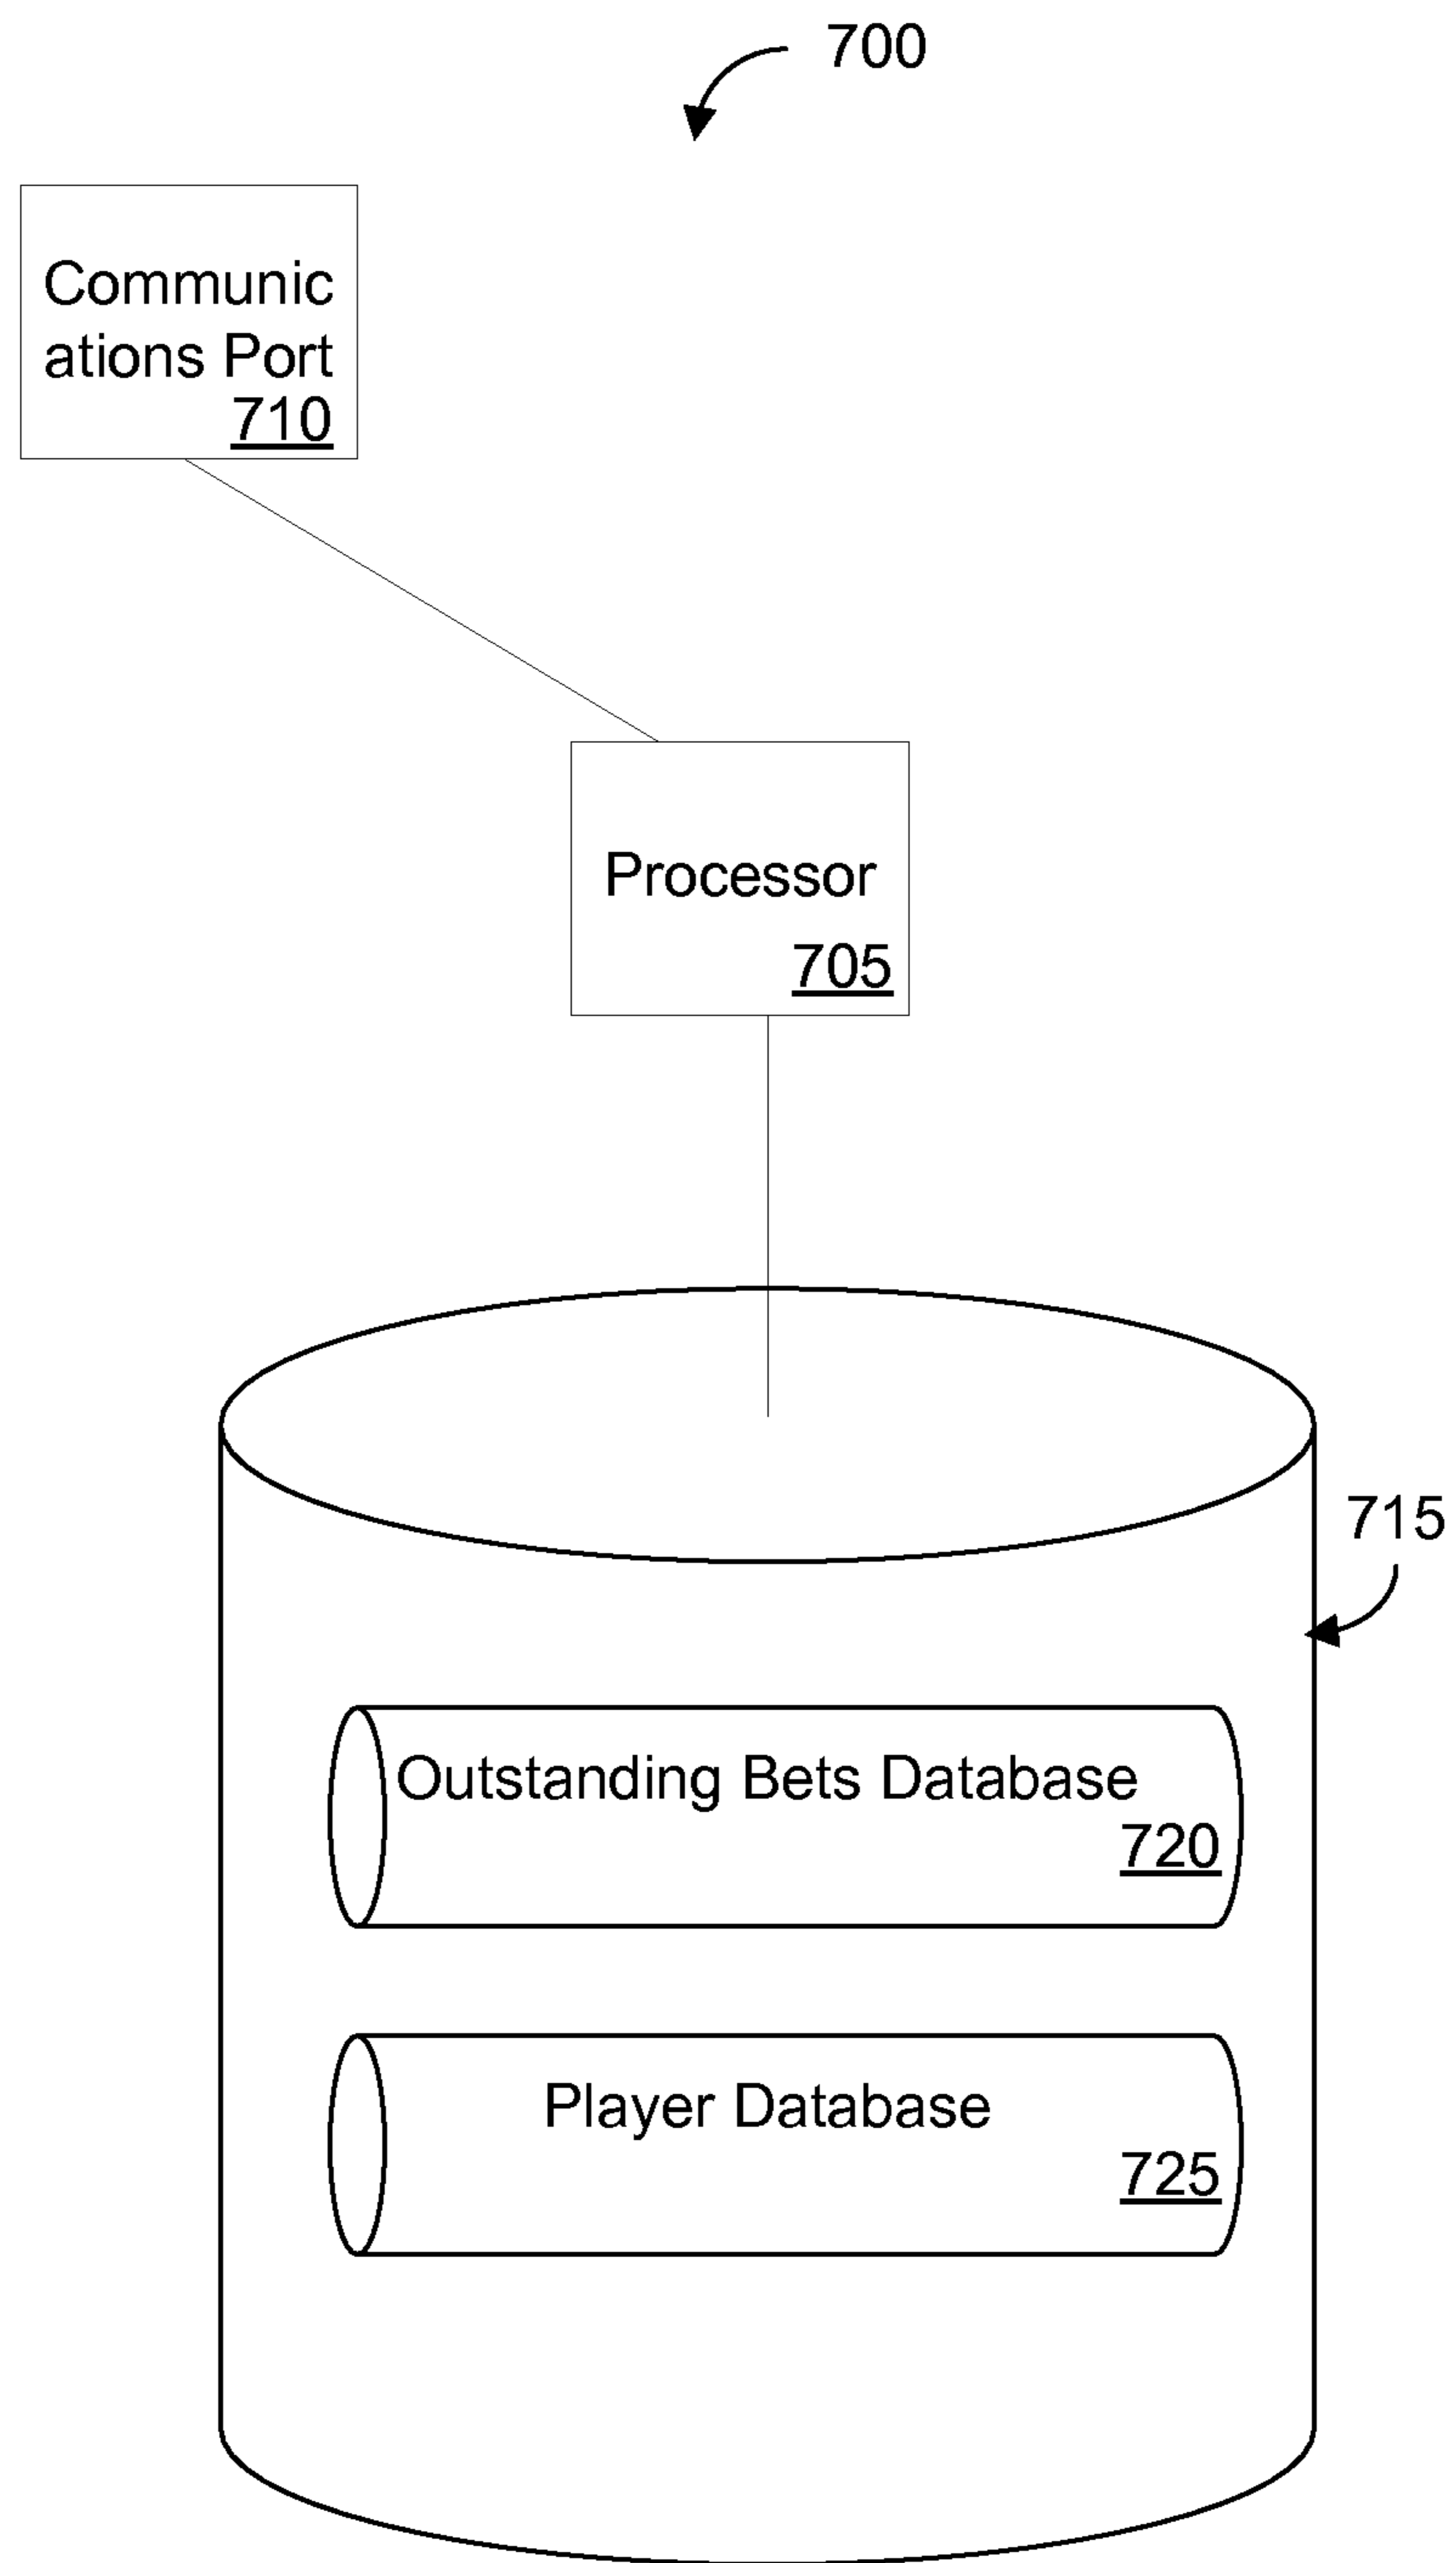 700
Communic
ations Port
710
Processor
705
715
Outstanding Bets Database
720
Player Database
725